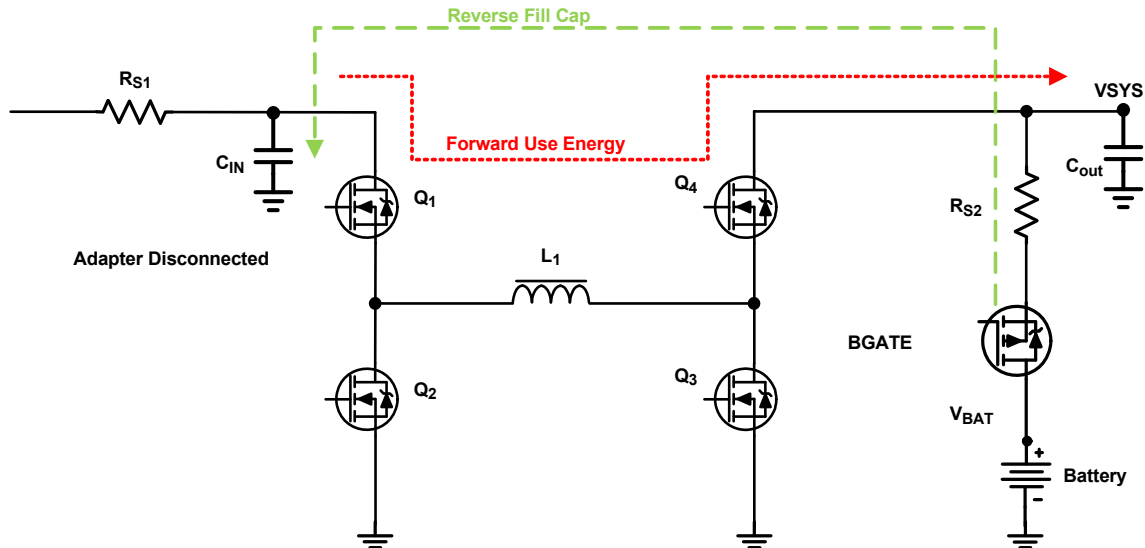 Reverse Fill Cap
RS1
VSYS
Forward Use Energy
CIN
Q1
Q4
Cout
RS2
Adapter Disconnected
L1
BGATE
Q2
Q3
VBAT
+
Battery
-